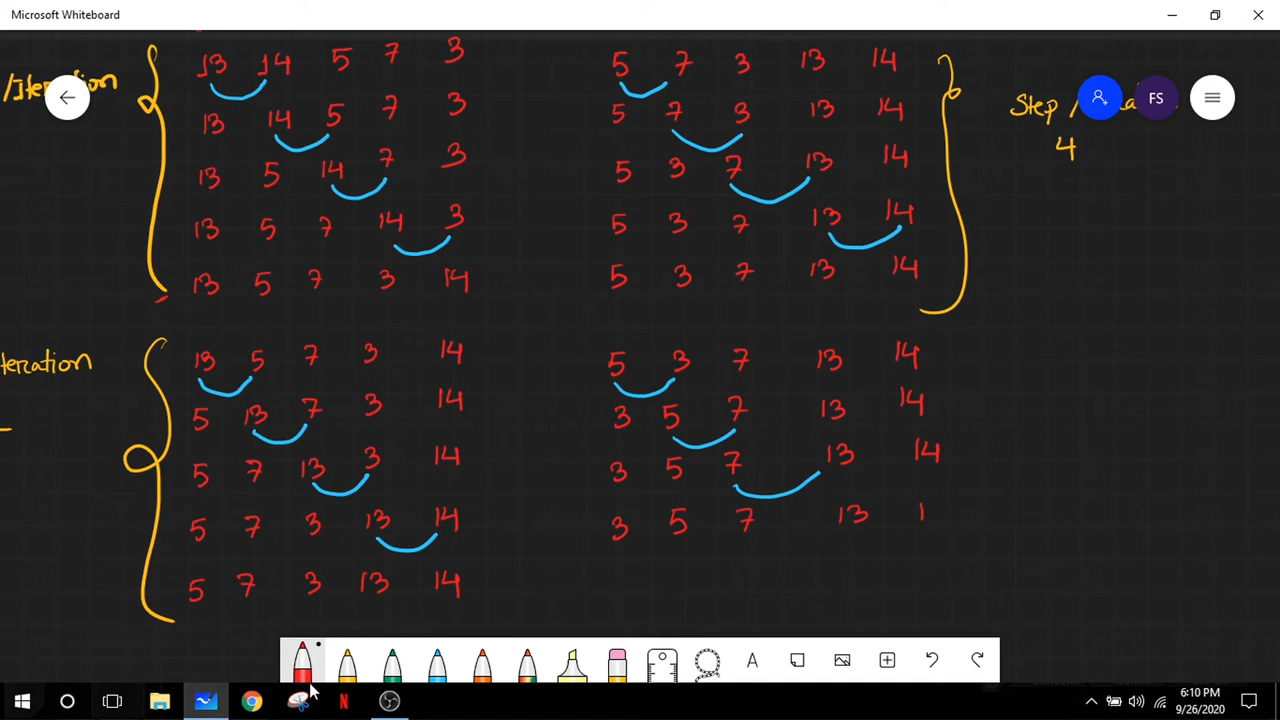 Microsoft Whiteboard
13 14 5 7 3
13 14 5 7 3
13 5 14 7 3
13 5 7 14 3
13 5 7 3 14
13 5 7 3 14
5 13 7 3 14
5 7 13 3 14
5 7 3 13 14
5 7 3 13 14
5 7 3 13 14
5 7 3 13 14
5 3 7 13 14
5 3 7 13 14
5 3 7 13 14
Step /
4
FS
5 3 7 13 14
3 5 7 13 14
3 5 7 13 14
3 5 7 13 1
A
N
6:10 PM
9/26/2020